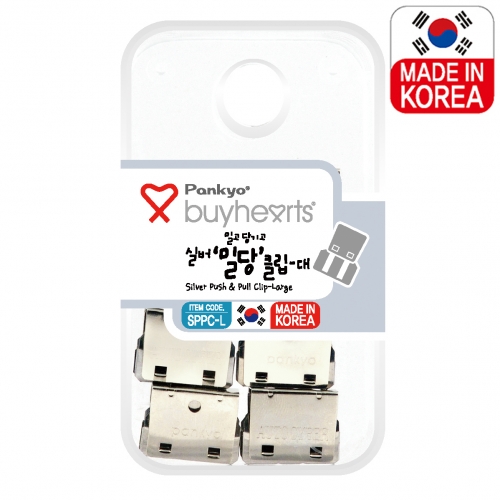 MADE IN
KOREA
Pankyo®
buyhearts®
밀고 당기고
실버 '밀당' 클립-대
Silver Push & Pull Clip-Large
ITEM CODE.
SPPC-L
MADE IN
KOREA
Pankyo
pankyo